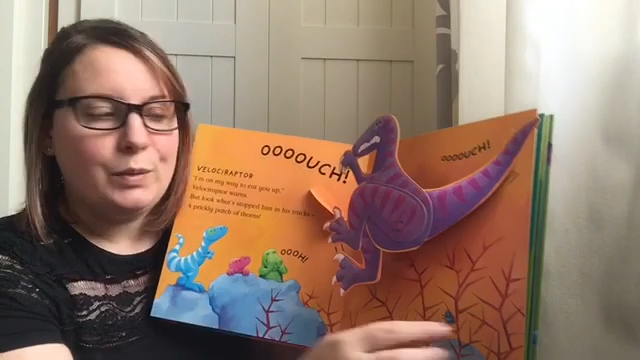 OOOOUCH!
VELOCIRAPTOR
"I'm on my way to eat you up,"
Velociraptor warns.
But look what's stopped him in his tracks –
A prickly patch of thorns!
OOOH!
OOOOUCH!